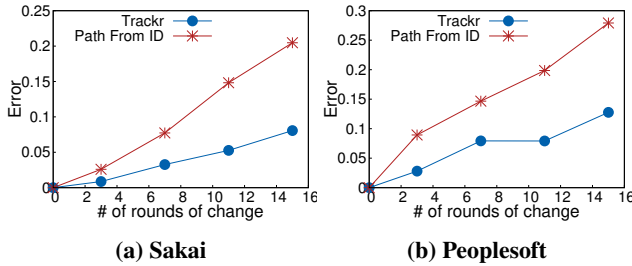 Trackr
Path From ID
Error
0.25
0.2
0.15
0.1
0.05
0
0 2 4 6 8 10 12 14 16
# of rounds of change
(a) Sakai
Trackr
Path From ID
Error
0.3
0.25
0.2
0.15
0.1
0.05
0
0 2 4 6 8 10 12 14 16
# of rounds of change
(b) Peoplesoft